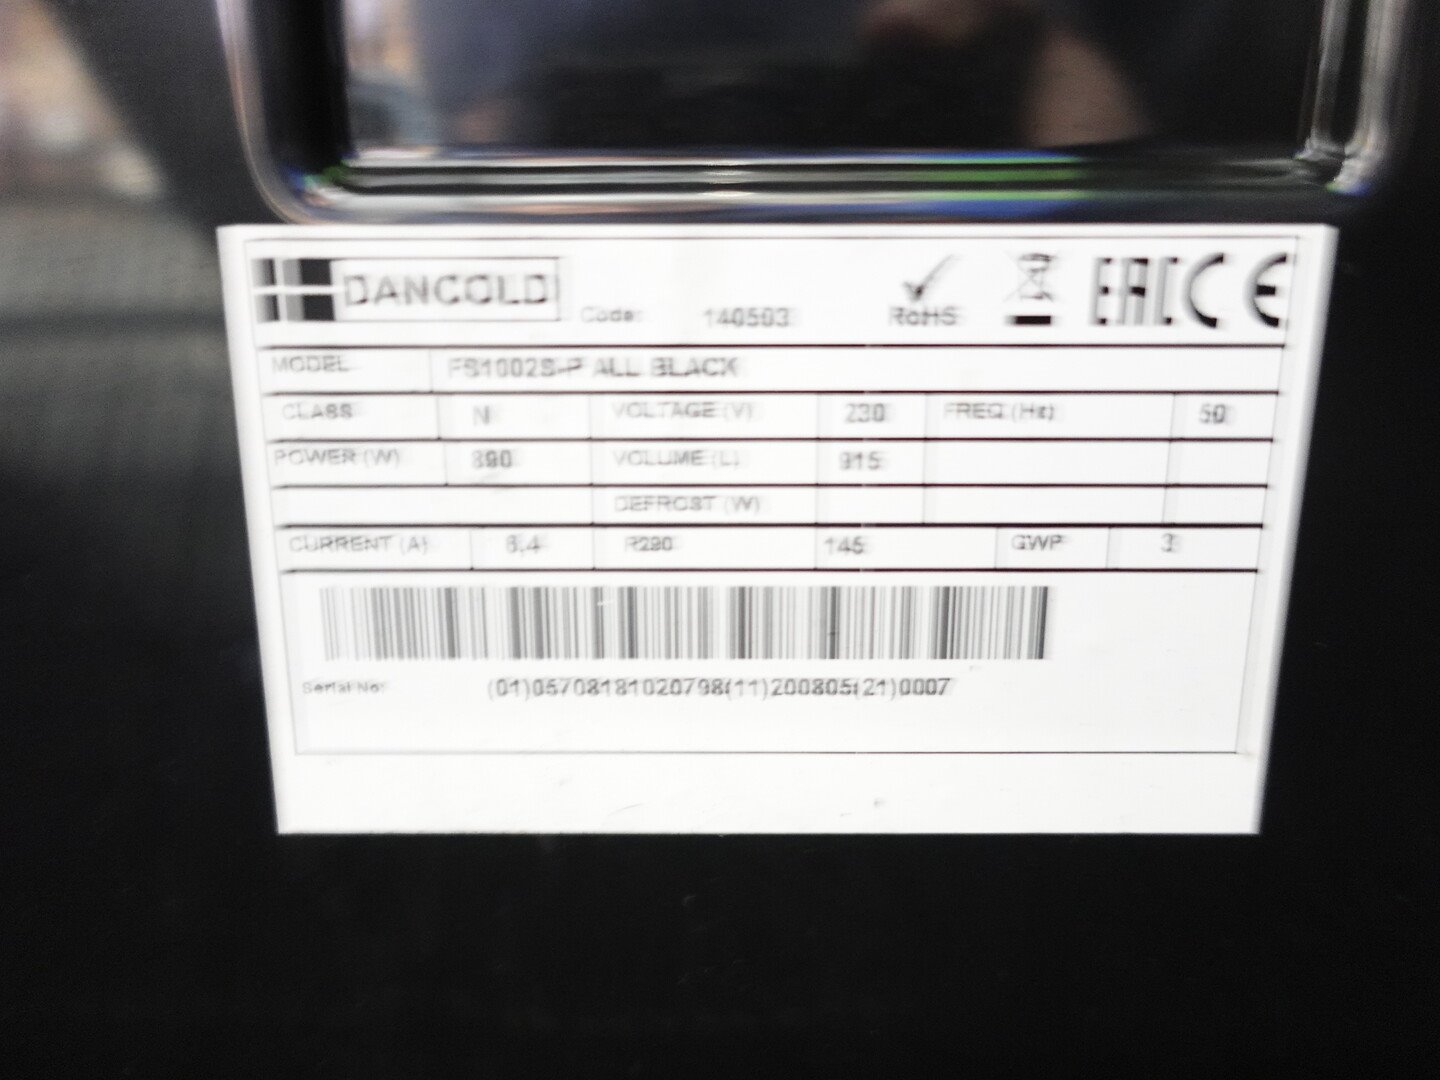 DANCOLD
Code: 140503
RoHS
EAC CE
MODEL FS1002S-P ALL BLACK
CLASS N VOLTAGE (V) 230 FREQ (Hz) 50
POWER (W) 890 VOLUME (L) 915
DEFROST (W)
CURRENT (A) 6,4 R290 145 GWP 3
Serial No: (01)05708181020798(11)200805(21)0007